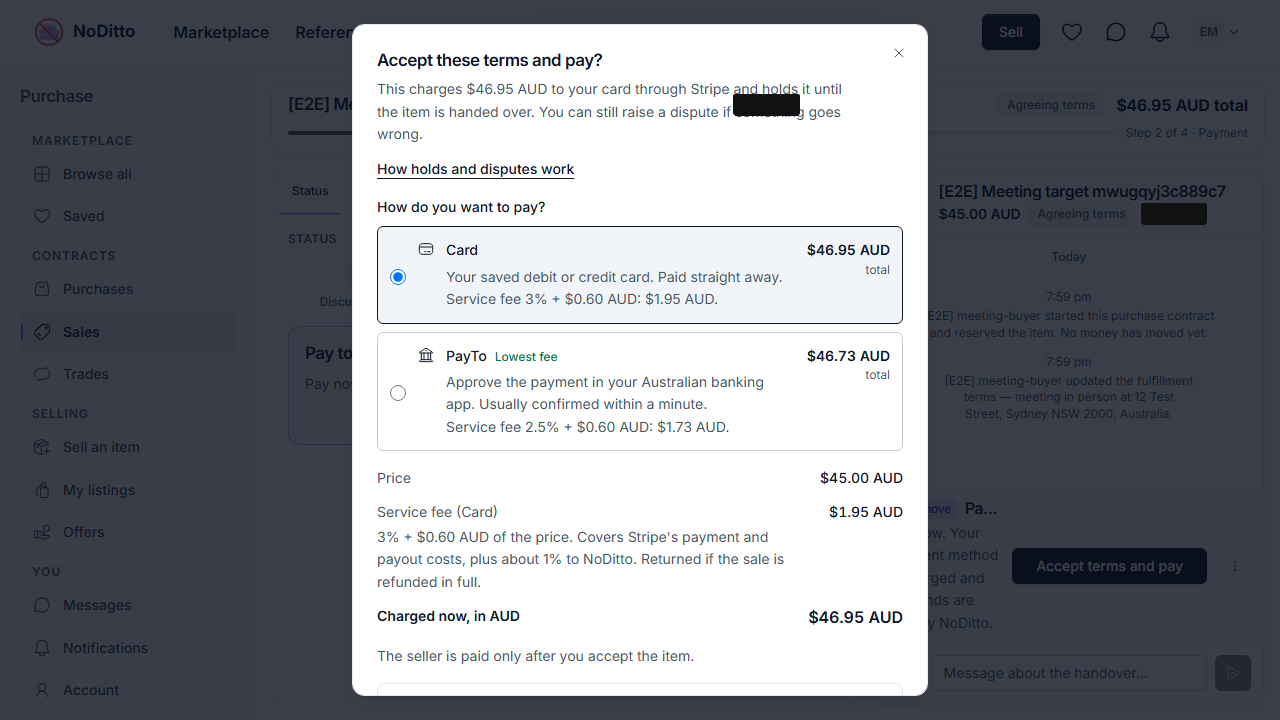 NoDitto
Marketplace
Sell
EM
Purchase
MARKETPLACE
Browse all
Saved
CONTRACTS
Purchases
Sales
Trades
SELLING
Sell an item
My listings
Offers
YOU
Messages
Notifications
Account
[E2E]
Agreeing terms
$46.95 AUD total
Step 2 of 4 · Payment
Status
STATUS
Pay to
Accept these terms and pay?
This charges $46.95 AUD to your card through Stripe and holds it until
the item is handed over. You can still raise a dispute if goes
wrong.
How holds and disputes work
How do you want to pay?
Card
$46.95 AUD
total
Your saved debit or credit card. Paid straight away.
Service fee 3% + $0.60 AUD: $1.95 AUD.
PayTo Lowest fee
$46.73 AUD
total
Approve the payment in your Australian banking
app. Usually confirmed within a minute.
Service fee 2.5% + $0.60 AUD: $1.73 AUD.
Price
$45.00 AUD
Service fee (Card)
$1.95 AUD
3% + $0.60 AUD of the price. Covers Stripe's payment and
payout costs, plus about 1% to NoDitto. Returned if the sale is
refunded in full.
Charged now, in AUD
$46.95 AUD
The seller is paid only after you accept the item.
[E2E] Meeting target mwugqyj3c889c7
$45.00 AUD
Agreeing terms
Today
7:59 pm
[E2E] meeting-buyer started this purchase contract
and reserved the item. No money has moved yet.
7:59 pm
[E2E] meeting-buyer updated the fulfillment
terms — meeting in person at 12 Test
Street, Sydney NSW 2000, Australia.
Pa...
Your
method
and
are
NoDitto.
Accept terms and pay
Message about the handover...